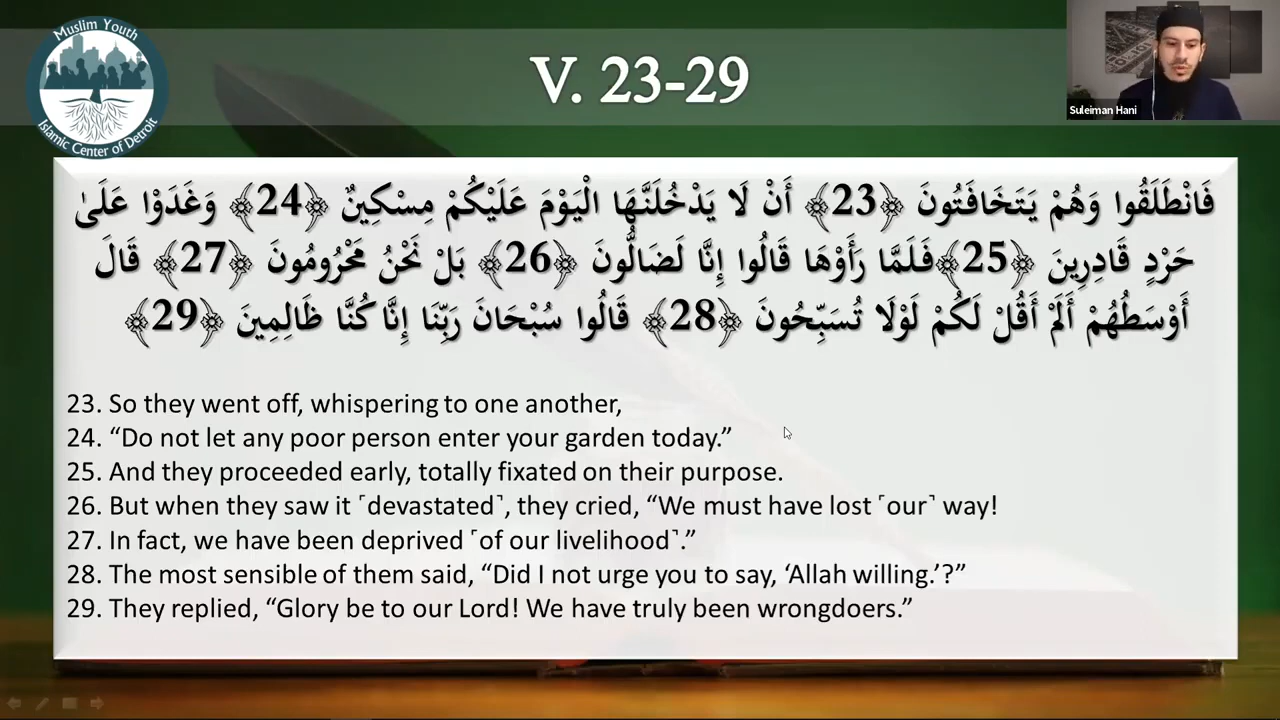 Muslim Youth
Islamic Center of Detroit
V. 23-29
Suleiman Hani
فَانْطَلَقُوا وَهُمْ يَتَخَافَتُونَ ﴿23﴾ أَنْ لَا يَدْخُلَنَّهَا الْيَوْمَ عَلَيْكُمْ مِسْكِينٌ ﴿24﴾ وَغَدَوْا عَلَىٰ
حَرْدٍ قَادِرِينَ ﴿25﴾فَلَمَّا رَأَوْهَا قَالُوا إِنَّا لَضَالُّونَ ﴿26﴾ بَلْ نَحْنُ مَحْرُومُونَ ﴿27﴾ قَالَ
أَوْسَطُهُمْ أَلَمْ أَقُلْ لَكُمْ لَوْلَا تُسَبِّحُونَ ﴿28﴾ قَالُوا سُبْحَانَ رَبِّنَا إِنَّا كُنَّا ظَالِمِينَ ﴿29﴾
23. So they went off, whispering to one another,
24. “Do not let any poor person enter your garden today.”
25. And they proceeded early, totally fixated on their purpose.
26. But when they saw it ˹devastated˺, they cried, “We must have lost ˹our˺ way!
27. In fact, we have been deprived ˹of our livelihood˺.”
28. The most sensible of them said, “Did I not urge you to say, ‘Allah willing.’?”
29. They replied, “Glory be to our Lord! We have truly been wrongdoers.”